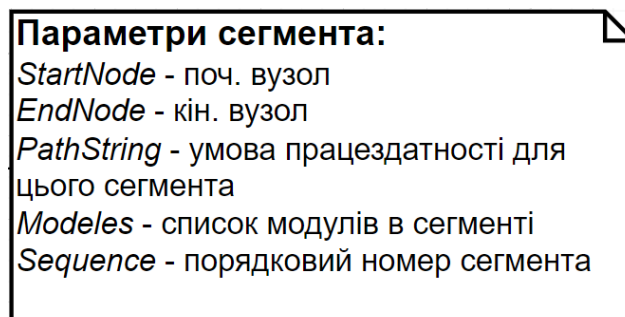 Параметри сегмента:
StartNode - поч. вузол
EndNode - кін. вузол
PathString - умова працездатності для
цього сегмента
Modeles - список модулів в сегменті
Sequence - порядковий номер сегмента